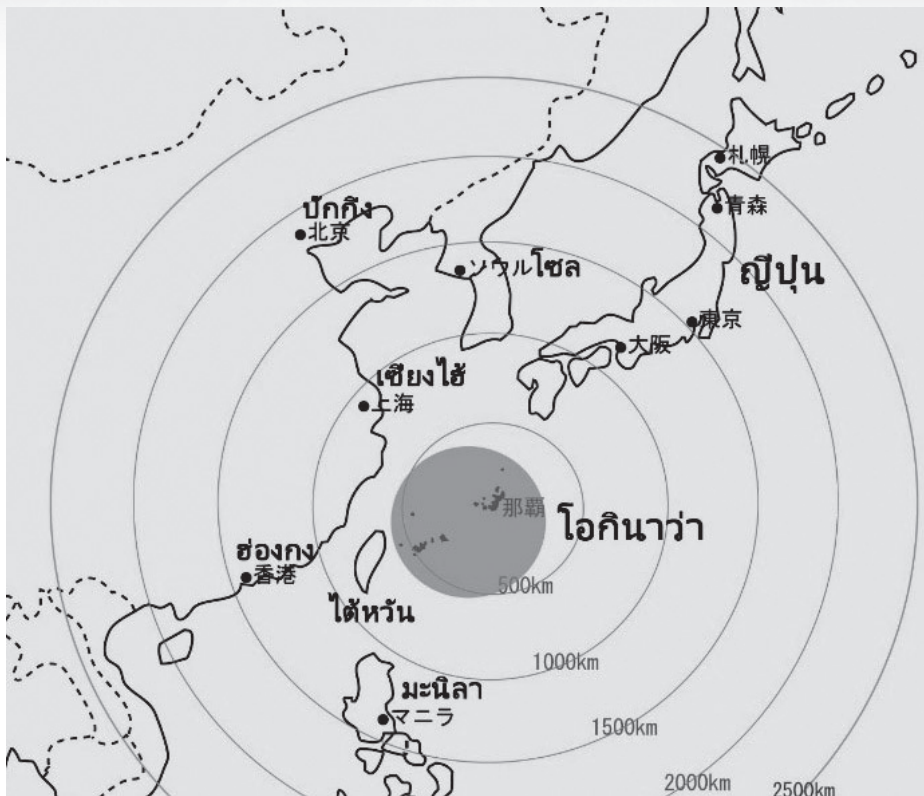 札幌
青森
ปักกิ่ง
北京
ソウル โซล
ญี่ปุ่น
東京
大阪
เซี่ยงไฮ้
上海
那覇
โอกินาว่า
ฮ่องกง
香港
500km
ไต้หวัน
1000km
มะนิลา
マニラ
1500km
2000km
2500km